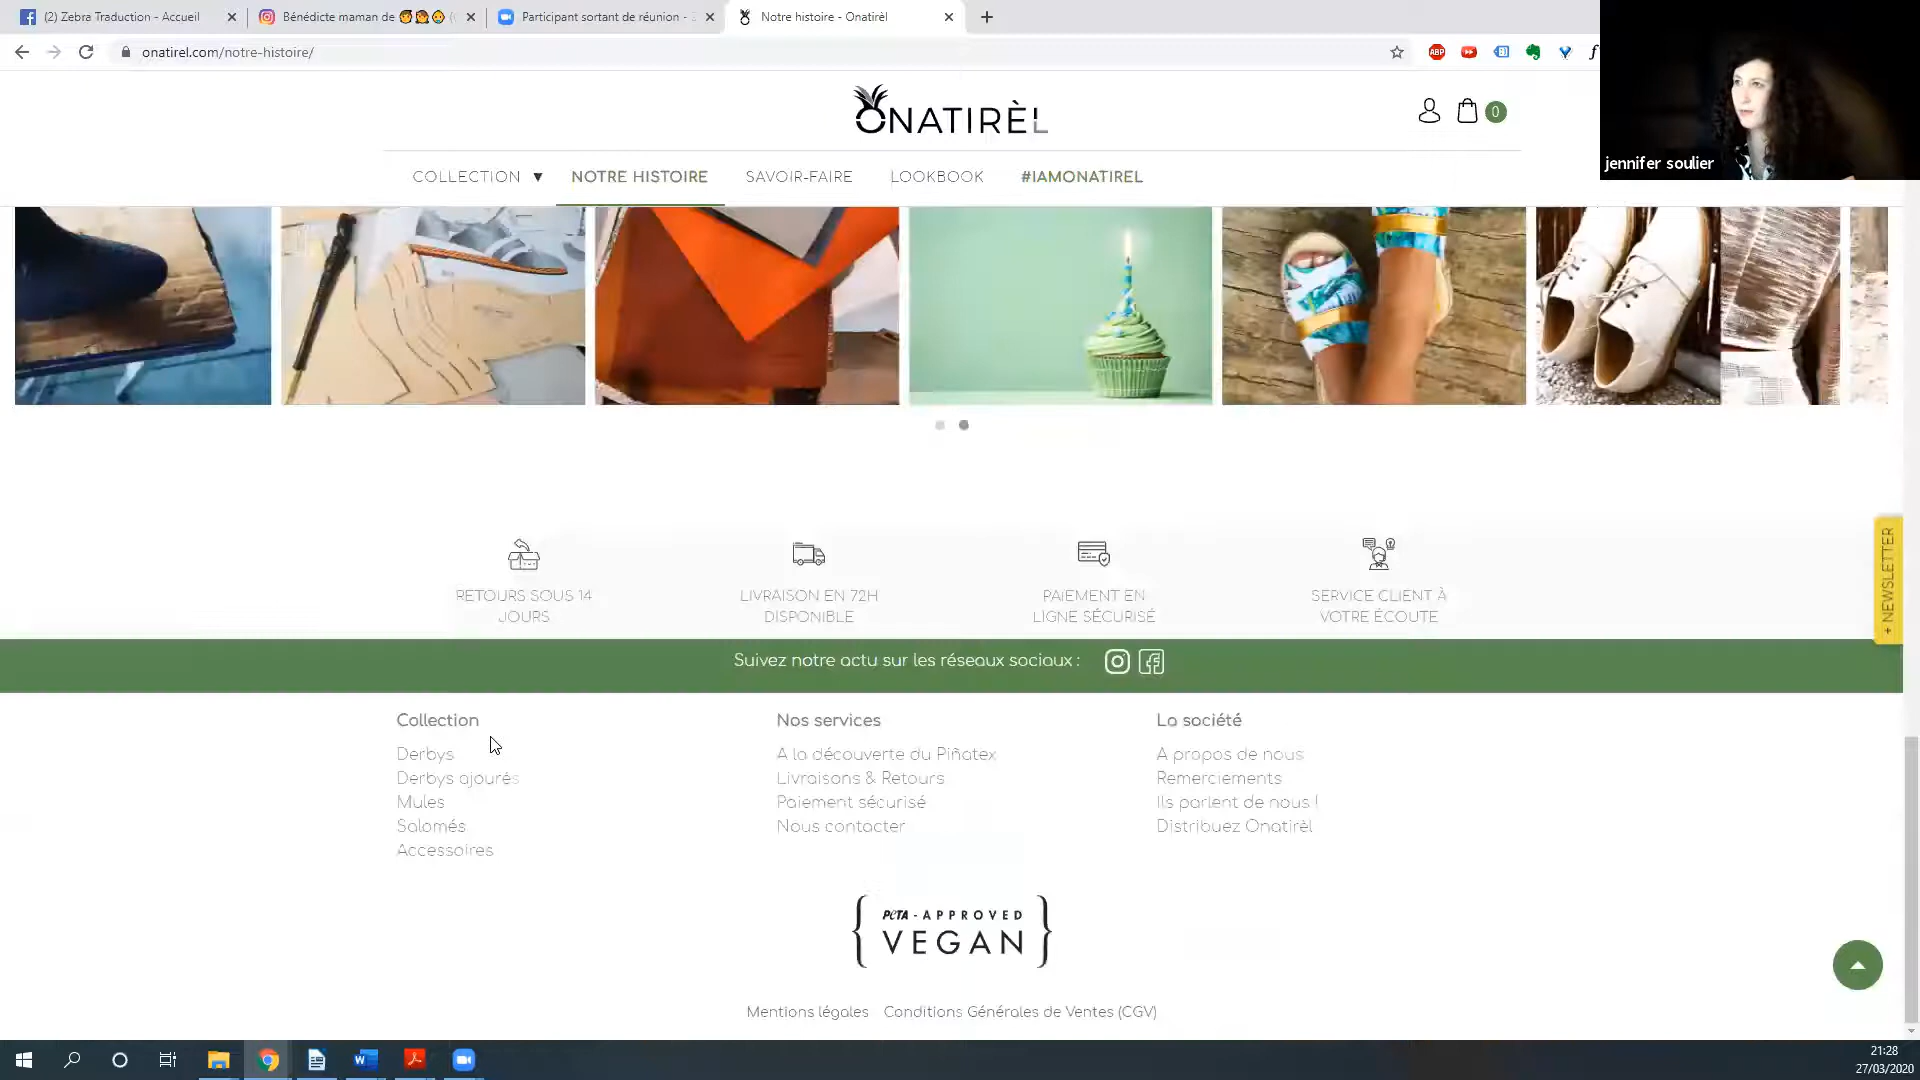 (2) Zebra Traduction - Accueil
Bénédicte maman de
Participant sortant de réunion -
Notre histoire - Onatirèl
onatirel.com/notre-histoire/
ABP
jennifer soulier
ONATIRÈL
0
COLLECTION ▼
NOTRE HISTOIRE
SAVOIR-FAIRE
LOOKBOOK
#IAMONATIREL
RETOURS SOUS 14
JOURS
LIVRAISON EN 72H
DISPONIBLE
PAIEMENT EN
LIGNE SÉCURISÉ
SERVICE CLIENT À
VOTRE ÉCOUTE
+ NEWSLETTER
Suivez notre actu sur les réseaux sociaux :
Collection
Derbys
Derbys ajourés
Mules
Salomés
Accessoires
Nos services
A la découverte du Piñatex
Livraisons & Retours
Paiement sécurisé
Nous contacter
La société
A propos de nous
Remerciements
Ils parlent de nous !
Distribuez Onatirèl
PETA - APPROVED
VEGAN
Mentions légales
Conditions Générales de Ventes (CGV)
21:28
27/03/2020